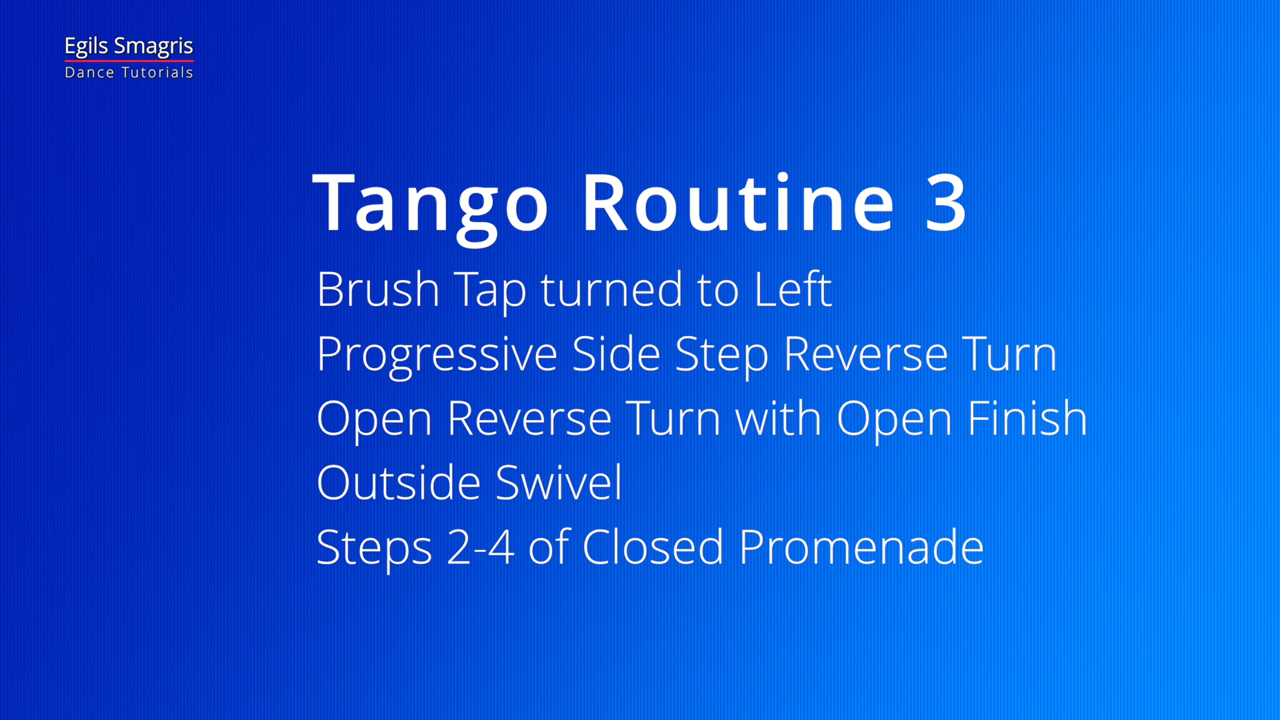 Egils Smagris
Dance Tutorials
Tango Routine 3
Brush Tap turned to Left
Progressive Side Step Reverse Turn
Open Reverse Turn with Open Finish
Outside Swivel
Steps 2-4 of Closed Promenade